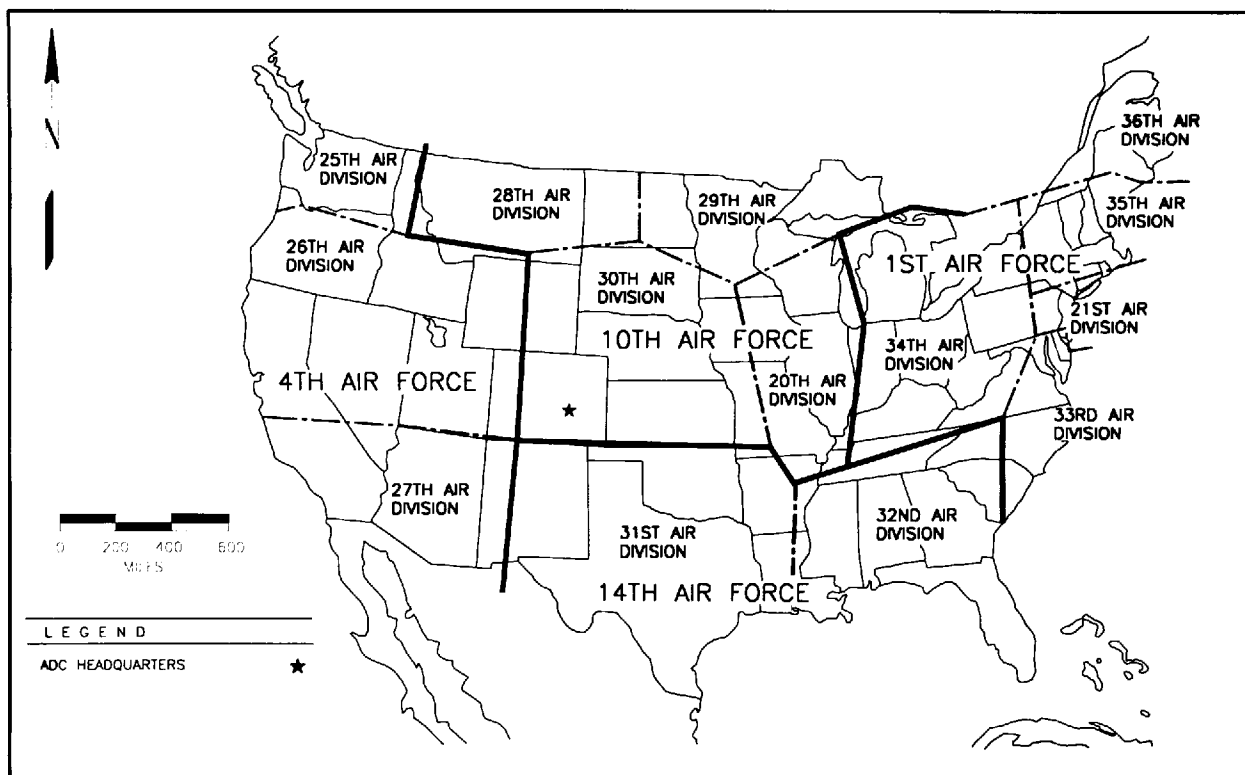 36TH AIR
DIVISION
25TH AIR
DIVISION
28TH AIR
DIVISION
29TH AIR
DIVISION
35TH AIR
DIVISION
26TH AIR
DIVISION
1ST AIR FORCE
30TH AIR
DIVISION
21ST AIR
DIVISION
10TH AIR FORCE
34TH AIR
DIVISION
4TH AIR FORCE
20TH AIR
DIVISION
33RD AIR
DIVISION
27TH AIR
DIVISION
32ND AIR
DIVISION
31ST AIR
DIVISION
14TH AIR FORCE
0 200 400 600
MILES
LEGEND
ADC HEADQUARTERS